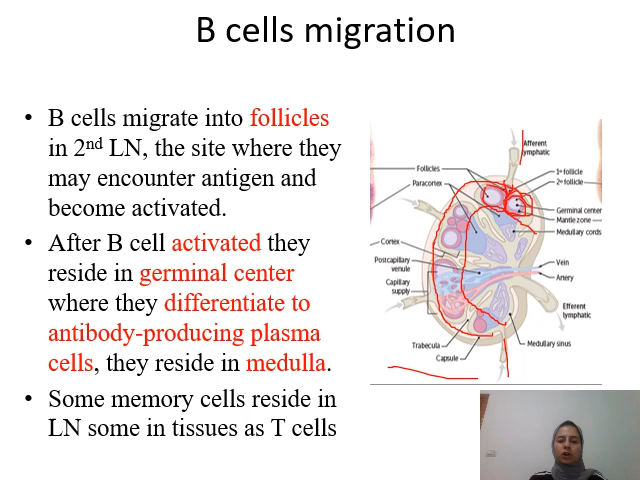 B cells migration
• B cells migrate into follicles
in 2nd LN, the site where they
may encounter antigen and
become activated.
• After B cell activated they
reside in germinal center
where they differentiate to
antibody-producing plasma
cells, they reside in medulla.
• Some memory cells reside in
LN some in tissues as T cells
Afferent
lymphatic
Follicles
Paracortex
1° follicle
2° follicle
Germinal center
Mantle zone
Medullary cords
Cortex
Postcapillary
venule
Capillary
supply
Vein
Artery
Efferent
lymphatic
Trabecula
Capsule
Medullary sinus